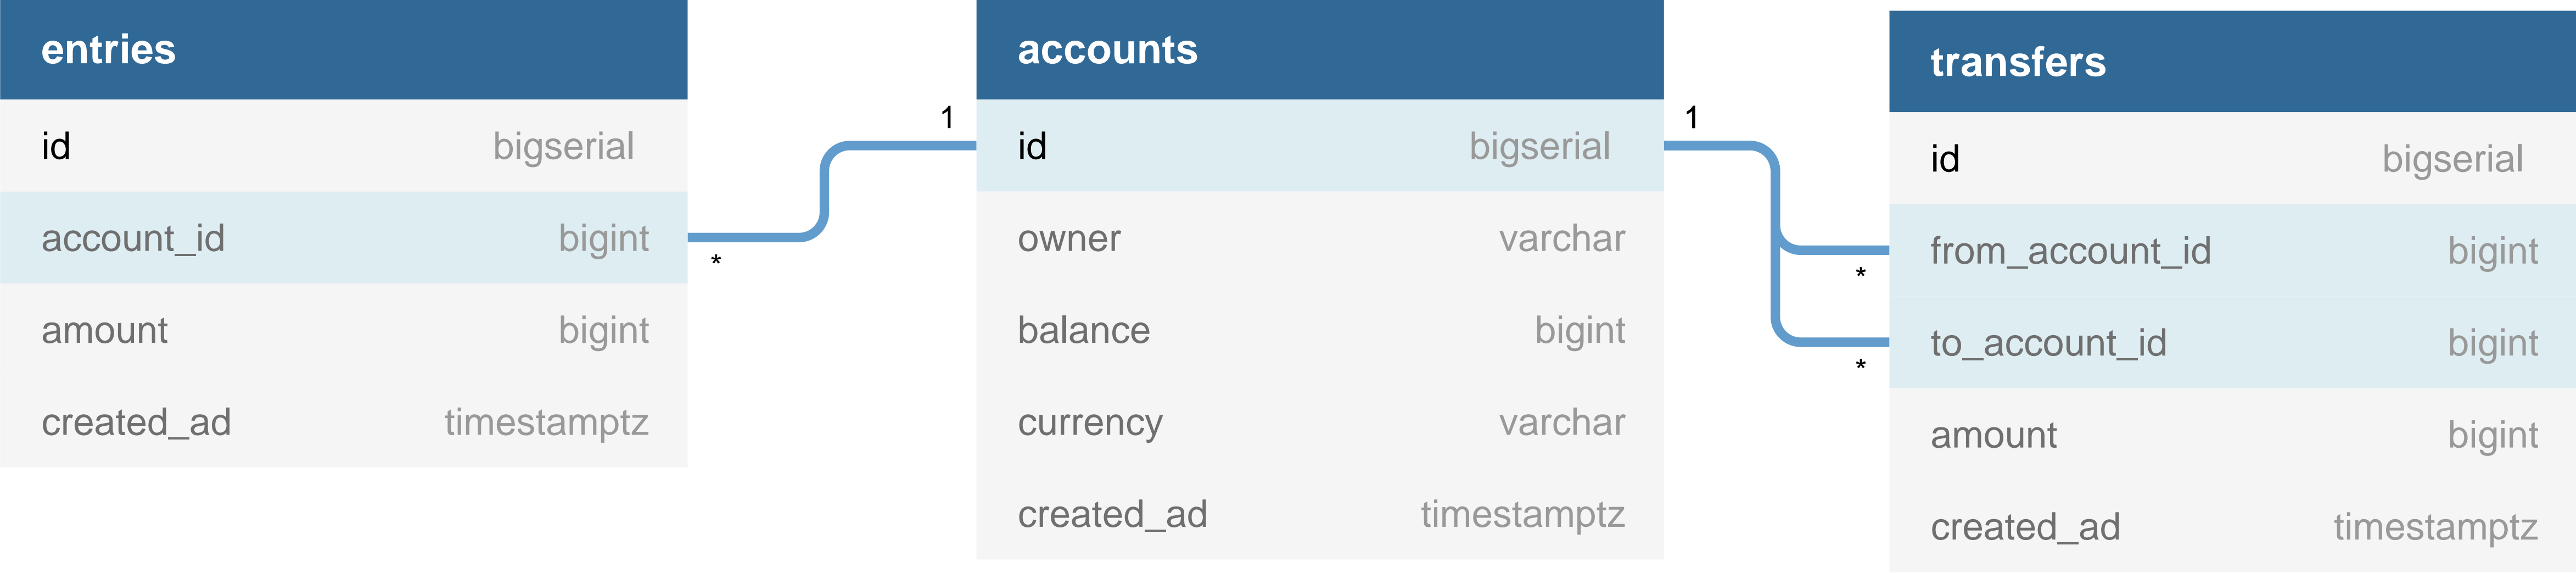 entries
id bigserial
account_id bigint
amount bigint
created_ad timestamptz
1
*
accounts
id bigserial
owner varchar
balance bigint
currency varchar
created_ad timestamptz
1
*
*
transfers
id bigserial
from_account_id bigint
to_account_id bigint
amount bigint
created_ad timestamptz